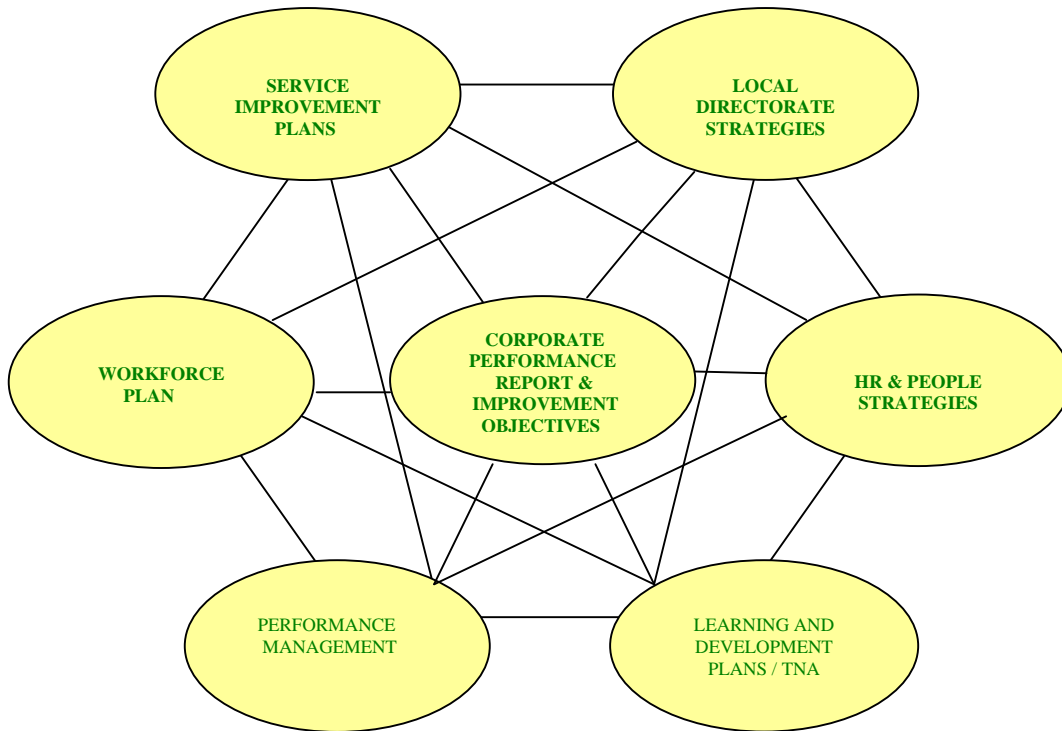 SERVICE
IMPROVEMENT
PLANS
LOCAL
DIRECTORATE
STRATEGIES
WORKFORCE
PLAN
CORPORATE
PERFORMANCE
REPORT &
IMPROVEMENT
OBJECTIVES
HR & PEOPLE
STRATEGIES
PERFORMANCE
MANAGEMENT
LEARNING AND
DEVELOPMENT
PLANS / TNA